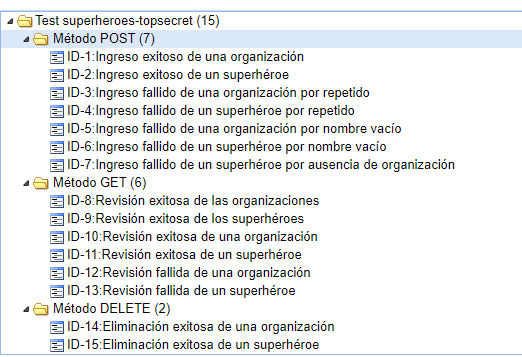 Test superheroes-topsecret (15)
Método POST (7)
ID-1:Ingreso exitoso de una organización
ID-2:Ingreso exitoso de un superhéroe
ID-3:Ingreso fallido de una organización por repetido
ID-4:Ingreso fallido de un superhéroe por repetido
ID-5:Ingreso fallido de una organización por nombre vacío
ID-6:Ingreso fallido de un superhéroe por nombre vacío
ID-7:Ingreso fallido de un superhéroe por ausencia de organización
Método GET (6)
ID-8:Revisión exitosa de las organizaciones
ID-9:Revisión exitosa de los superhéroes
ID-10:Revisión exitosa de un organización
ID-11:Revisión exitosa de un superhéroe
ID-12:Revisión fallida de una organización
ID-13:Revisión fallida de un superhéroe
Método DELETE (2)
ID-14:Eliminación exitosa de una organización
ID-15:Eliminación exitosa de un superhéroe